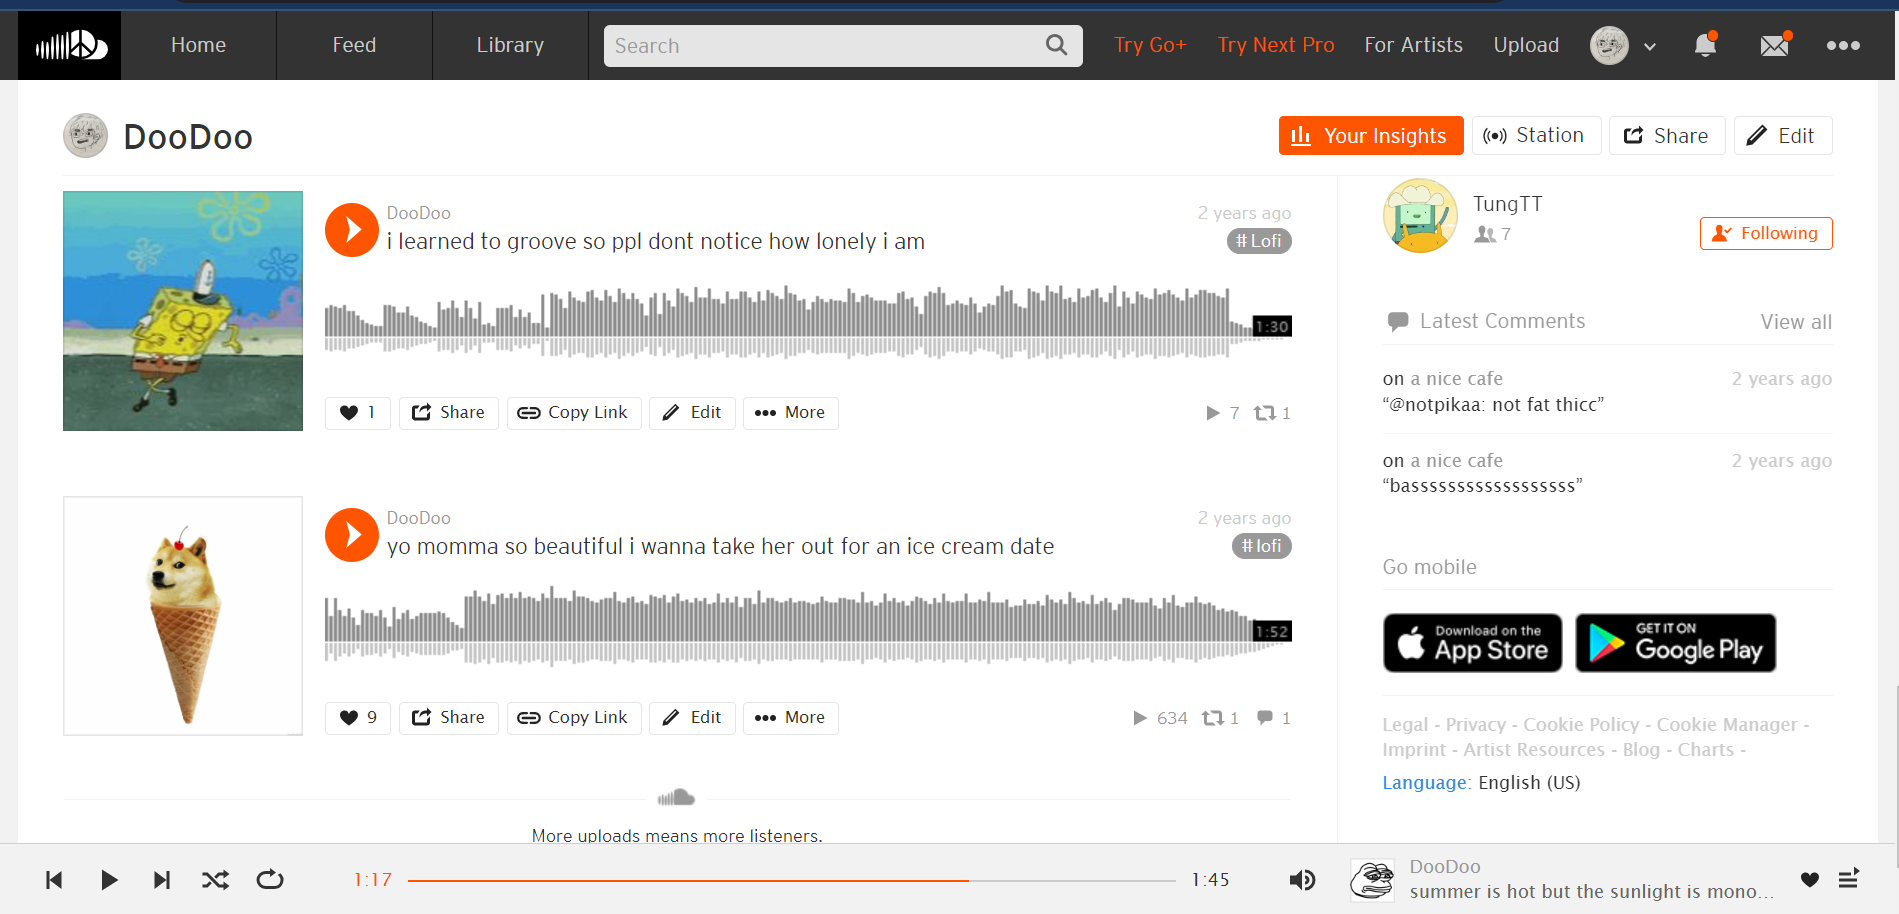 Home Feed Library Search Try Go+ Try Next Pro For Artists Upload
DooDoo
Your Insights Station Share Edit
DooDoo
2 years ago
i learned to groove so ppl dont notice how lonely i am
# Lofi
1:30
1 Share Copy Link Edit More
7 1
DooDoo
2 years ago
yo momma so beautiful i wanna take her out for an ice cream date
# lofi
1:52
9 Share Copy Link Edit More
634 1 1
More uploads means more listeners.
TungTT
7
Following
Latest Comments View all
on a nice cafe 2 years ago
“@notpikaa: not fat thicc”
on a nice cafe 2 years ago
“basssssssssssssssssss”
Go mobile
Download on the
App Store
GET IT ON
Google Play
Legal - Privacy - Cookie Policy - Cookie Manager -
Imprint - Artist Resources - Blog - Charts -
Language: English (US)
1:17 1:45
DooDoo
summer is hot but the sunlight is mono...